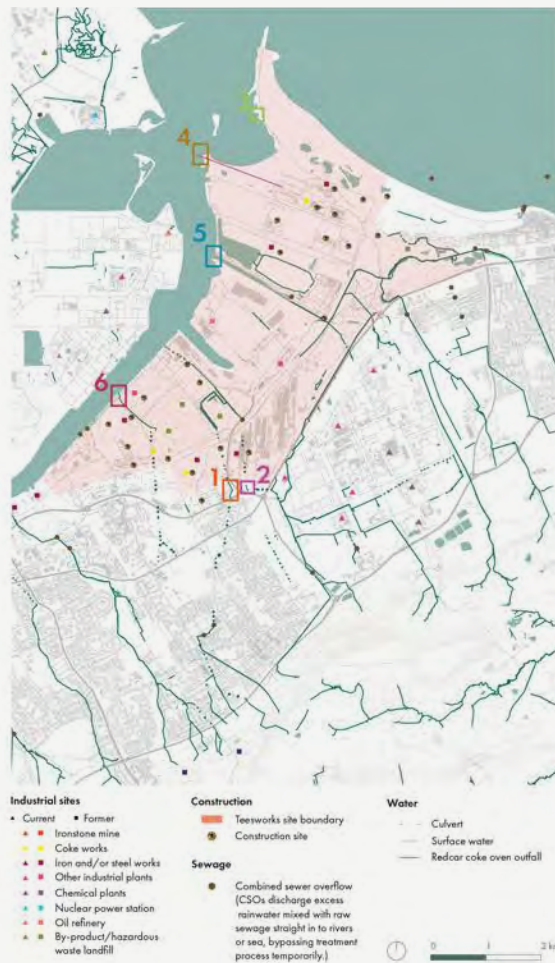 3
4
5
6
1
2
Industrial sites
▲ Current ■ Former
Ironstone mine
Coke works
Iron and/or steel works
Other industrial plants
Chemical plants
Nuclear power station
Oil refinery
By-product/hazardous
waste landfill
Construction
Teesworks site boundary
Construction site
Sewage
Combined sewer overflow
(CSOs discharge excess
rainwater mixed with raw
sewage straight in to rivers
or sea, bypassing treatment
process temporarily.)
Water
Culvert
Surface water
Redcar coke oven outfall
0 1 2 km